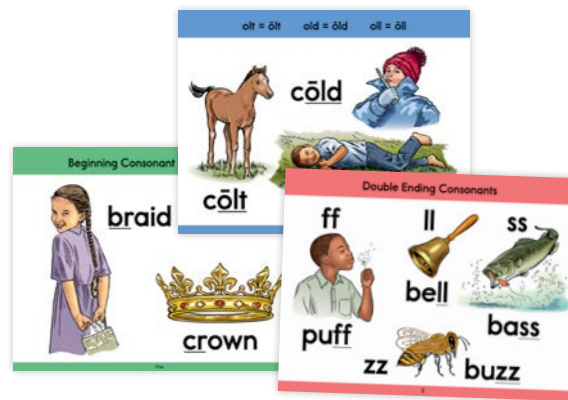 olt = ōlt   old = ōld   oll = ōll
cōld
cōlt
Beginning Consonant
braid
crown
Double Ending Consonants
ff   ll   ss
bell
puff
bass
zz   buzz